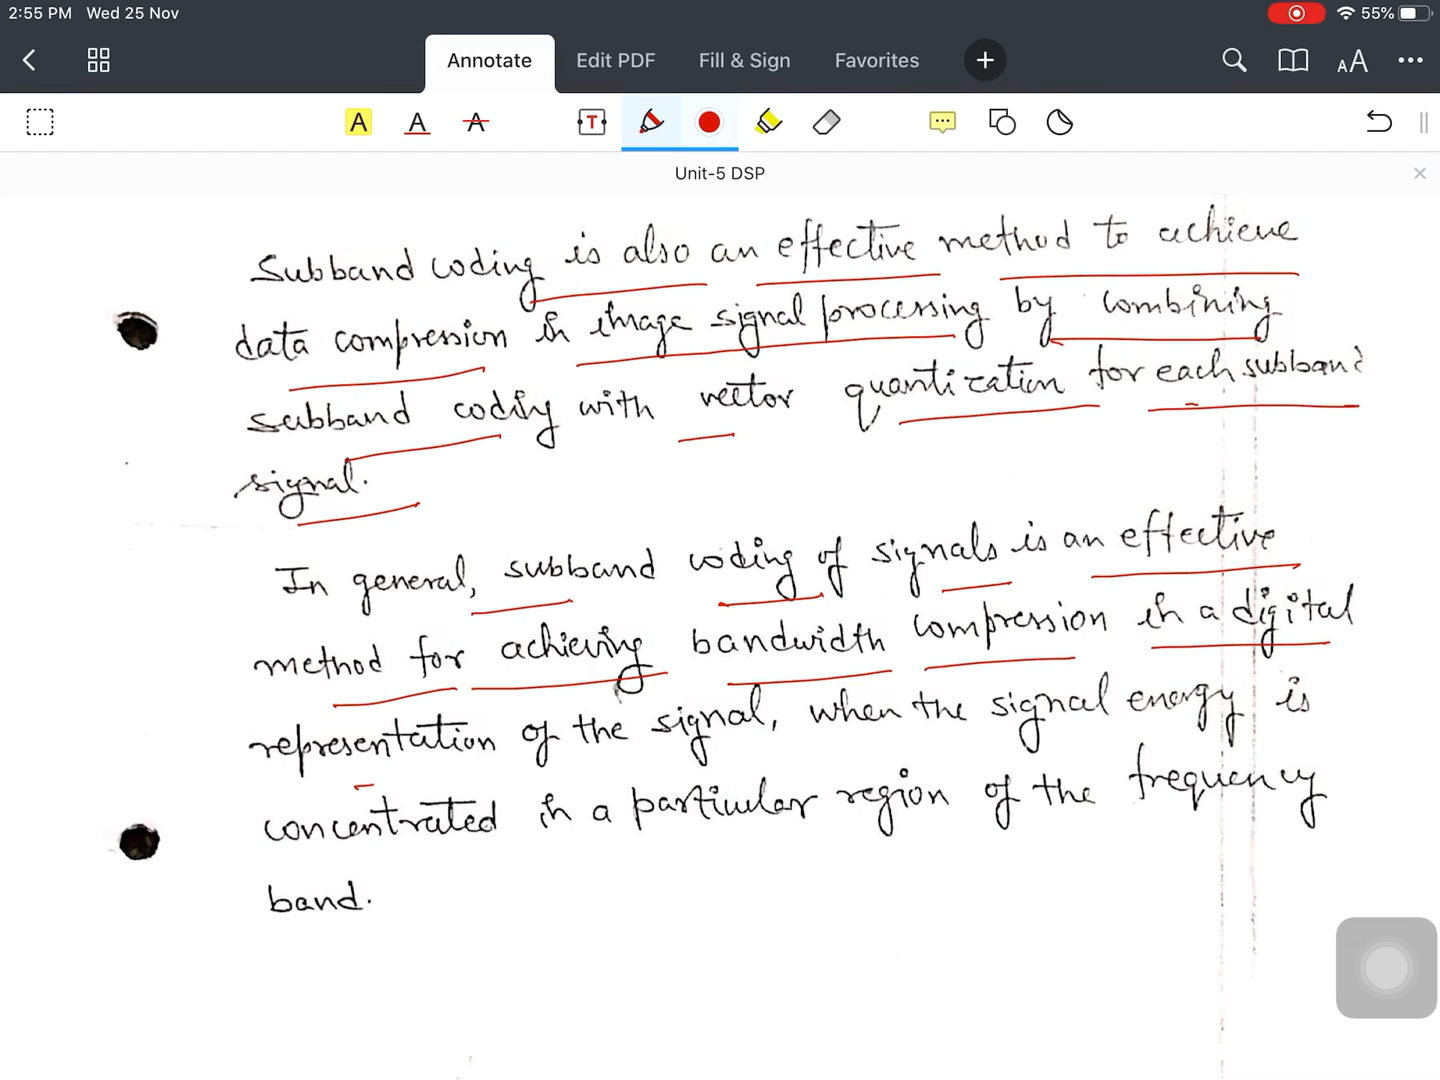 2:55 PM Wed 25 Nov 55%
Annotate Edit PDF Fill & Sign Favorites +
A A A T AA
Unit-5 DSP
Subband coding is also an effective method to achieve
data compression in image signal processing by combining
subband coding with vector quantization for each subband
signal.
In general, subband coding of signals is an effective
method for achieving bandwidth compression in a digital
representation of the signal, when the signal energy is
concentrated in a particular region of the frequency
band.